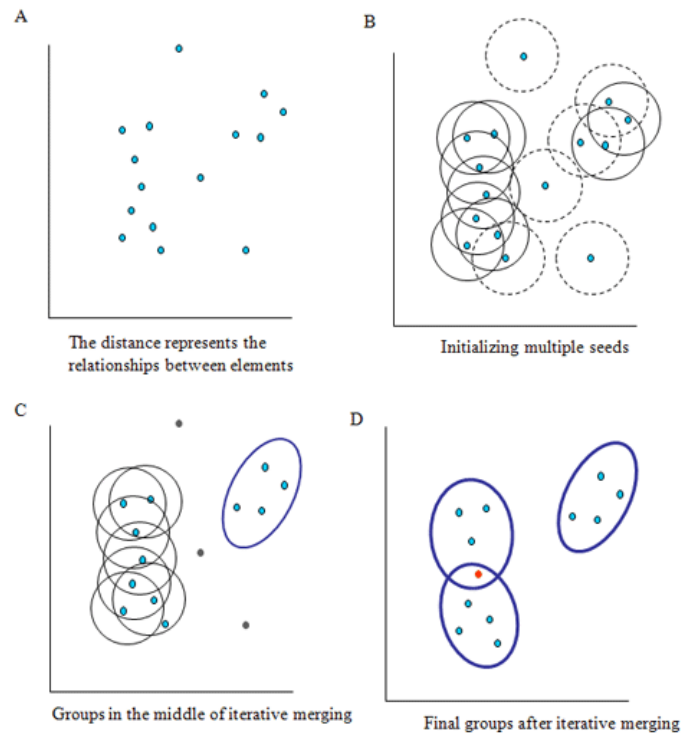 A
The distance represents the
relationships between elements
B
Initializing multiple seeds
C
Groups in the middle of iterative merging
D
Final groups after iterative merging